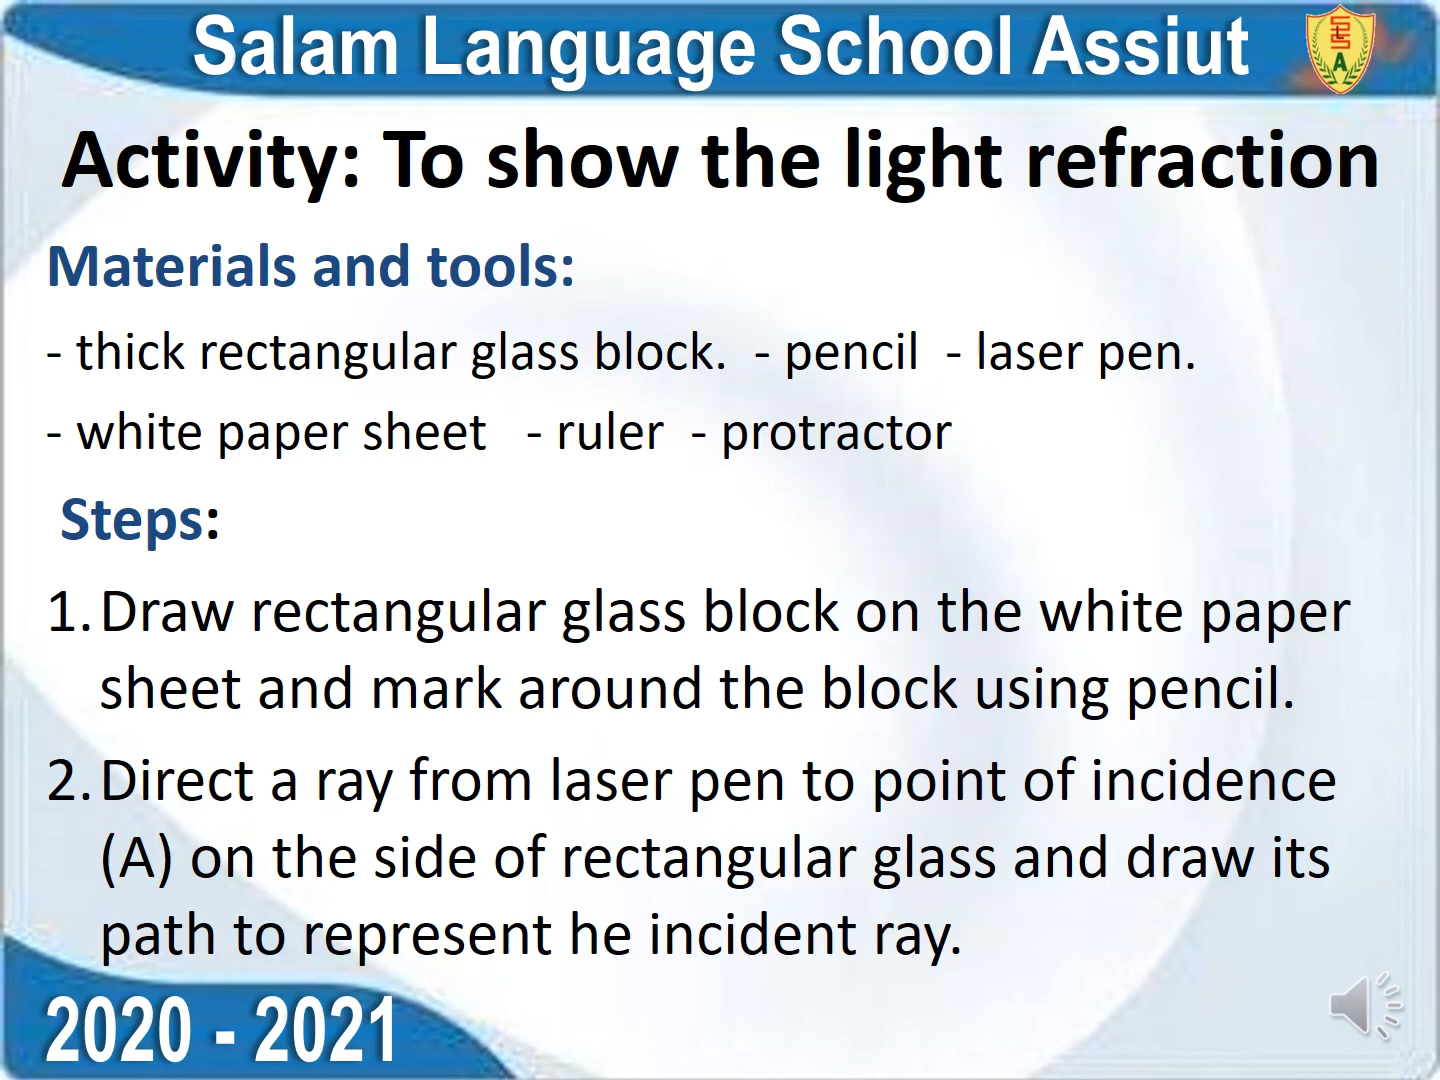 Salam Language School Assiut
Activity: To show the light refraction
Materials and tools:
- thick rectangular glass block.  - pencil  - laser pen.
- white paper sheet   - ruler  - protractor
Steps:
1. Draw rectangular glass block on the white paper
sheet and mark around the block using pencil.
2. Direct a ray from laser pen to point of incidence
(A) on the side of rectangular glass and draw its
path to represent he incident ray.
2020 - 2021